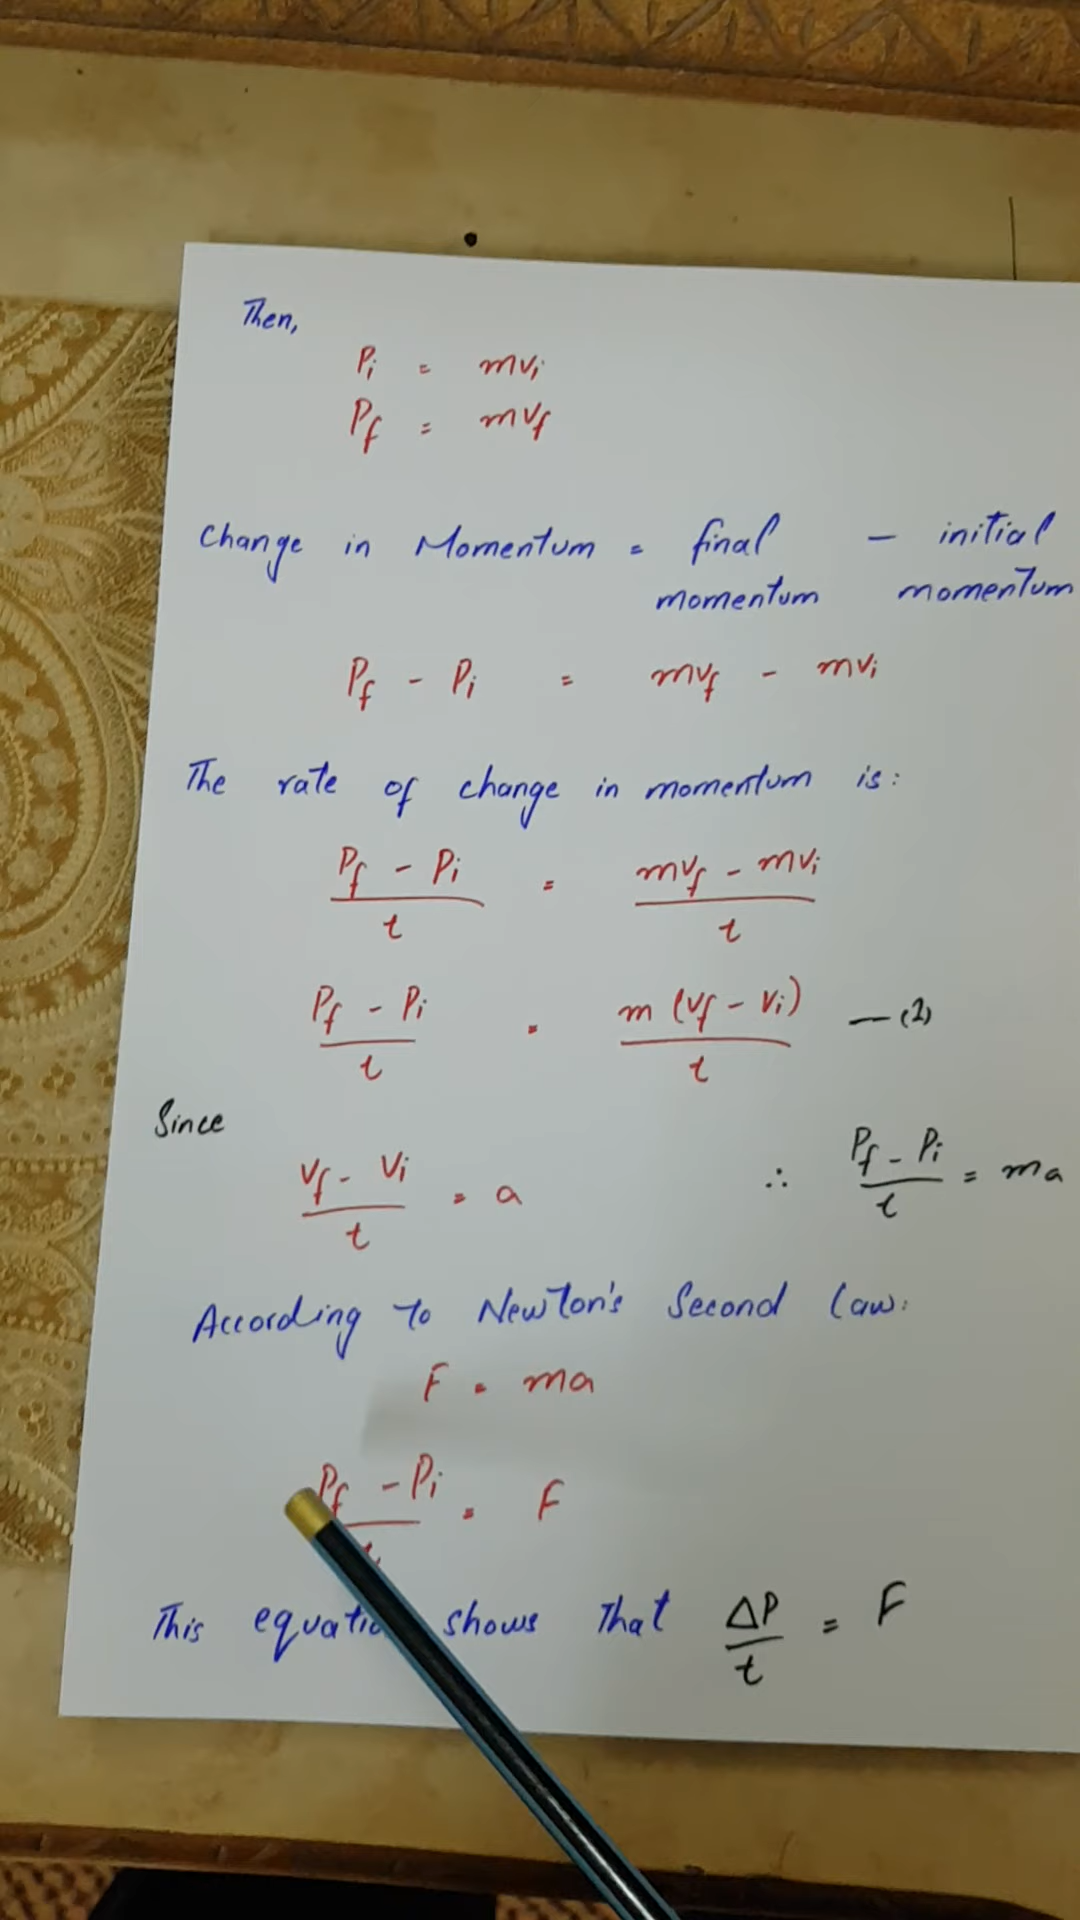 Then,
Pi = mvi
Pf = mvf
Change in Momentum = final momentum - initial momentum
Pf - Pi = mvf - mvi
The rate of change in momentum is:
Pf - Pi / t = mvf - mvi / t
Pf - Pi / t = m (vf - vi) / t — (2)
Since
vf - vi / t = a ∴ Pf - Pi / t = ma
According to Newton's Second law:
F = ma
Pf - Pi / t = F
This equation shows that ΔP / t = F